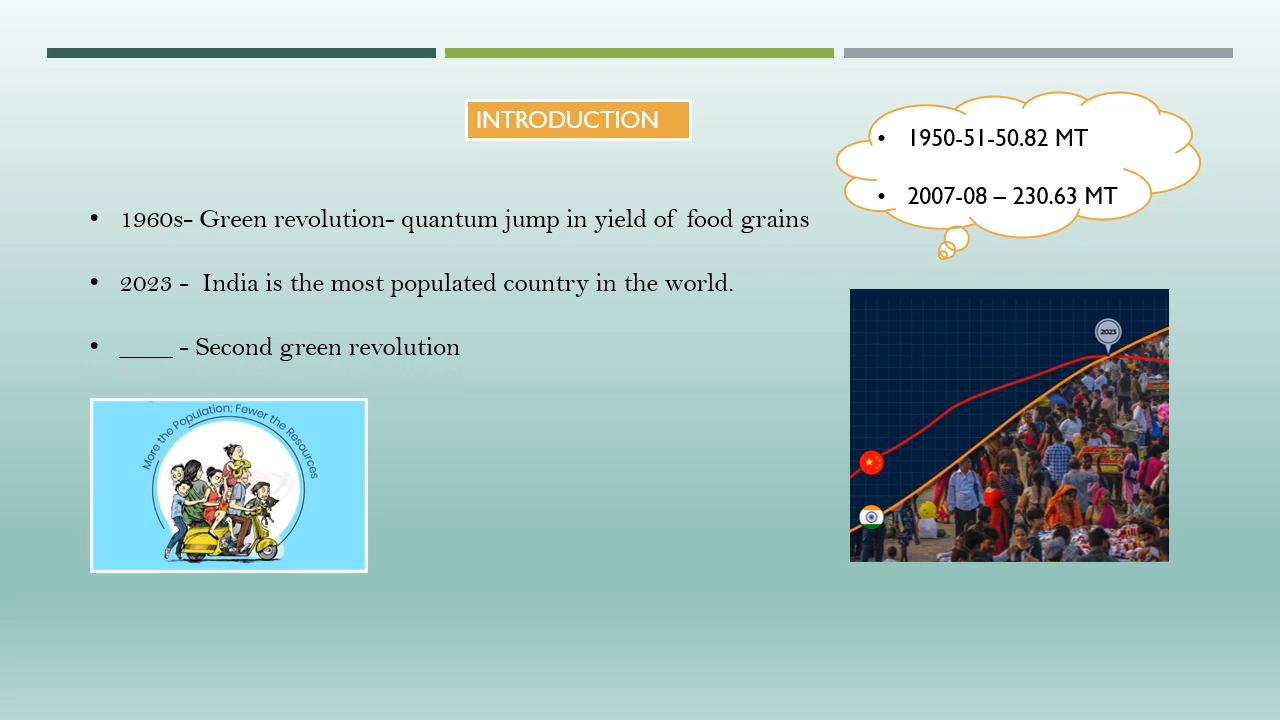 INTRODUCTION
• 1950-51-50.82 MT
• 2007-08 – 230.63 MT
• 1960s- Green revolution- quantum jump in yield of food grains
• 2023 - India is the most populated country in the world.
• ____ - Second green revolution
More the Population; Fewer the Resources
2023